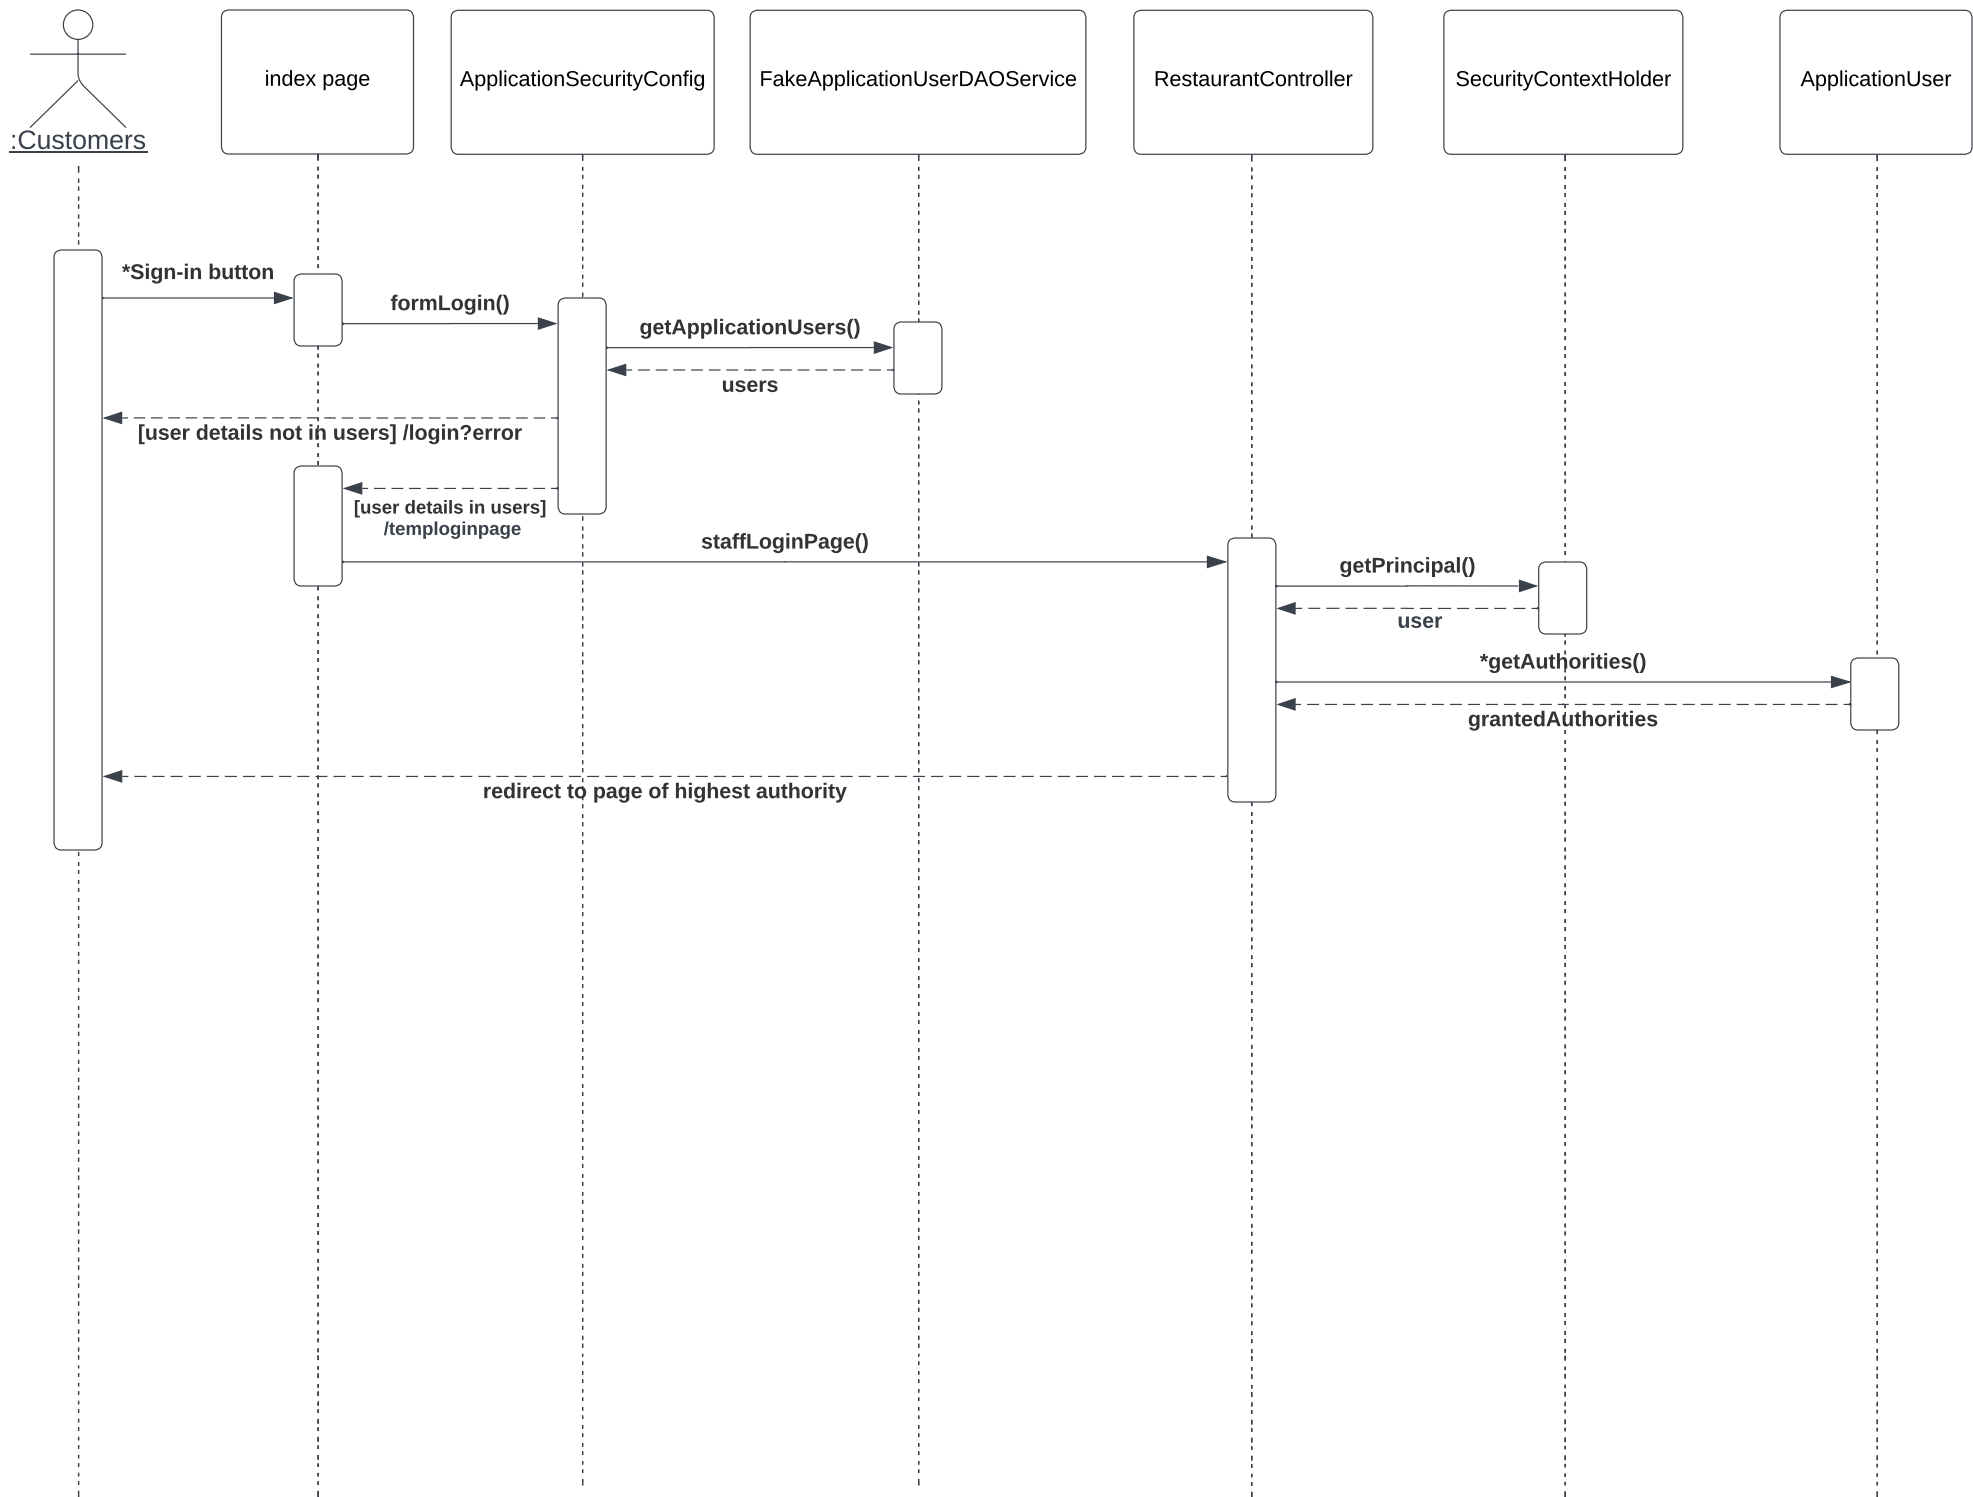 :Customers
index page
ApplicationSecurityConfig
FakeApplicationUserDAOService
RestaurantController
SecurityContextHolder
ApplicationUser
*Sign-in button
formLogin()
getApplicationUsers()
users
[user details not in users] /login?error
[user details in users]
/temploginpage
staffLoginPage()
getPrincipal()
user
*getAuthorities()
grantedAuthorities
redirect to page of highest authority